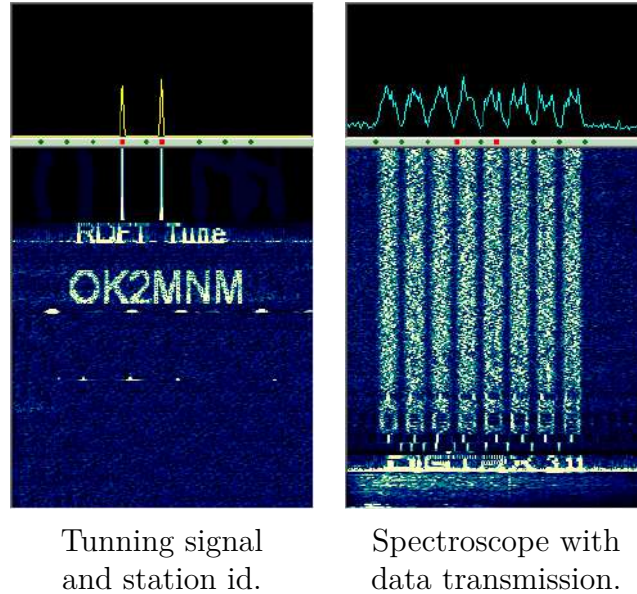 RDFT Tune
OK2MNM
Tunning signal
and station id.
Spectroscope with
data transmission.